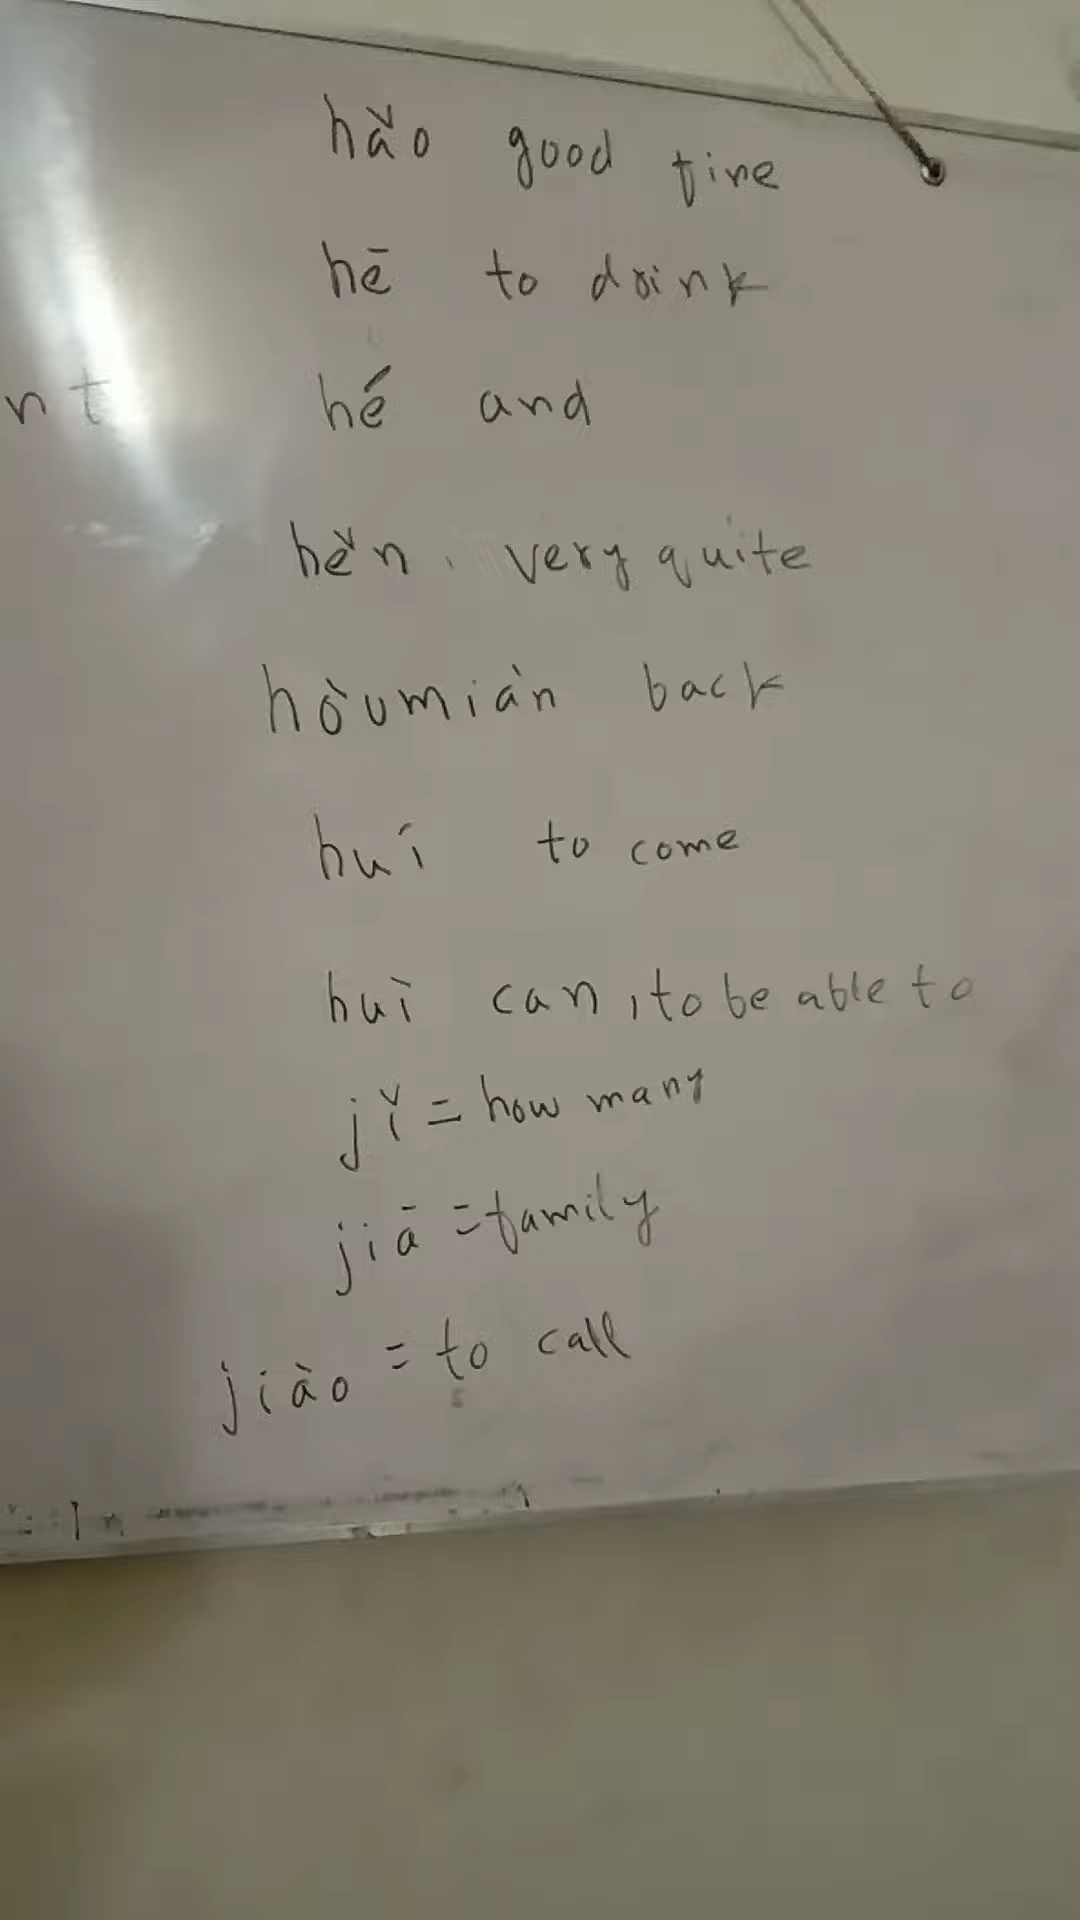 hǎo good fine
hē to drink
nt hé and
hěn very quite
hòumiàn back
huí to come
huì can, to be able to
jǐ = how many
jiā = family
jiào = to call